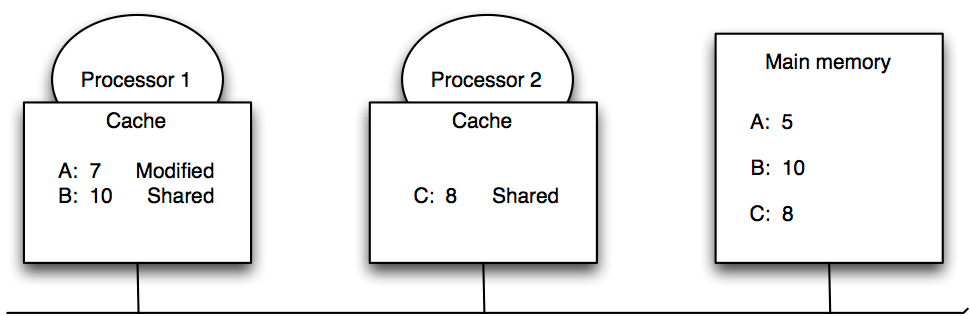 Processor 1
Cache
A: 7 Modified
B: 10 Shared
Processor 2
Cache
C: 8 Shared
Main memory
A: 5
B: 10
C: 8